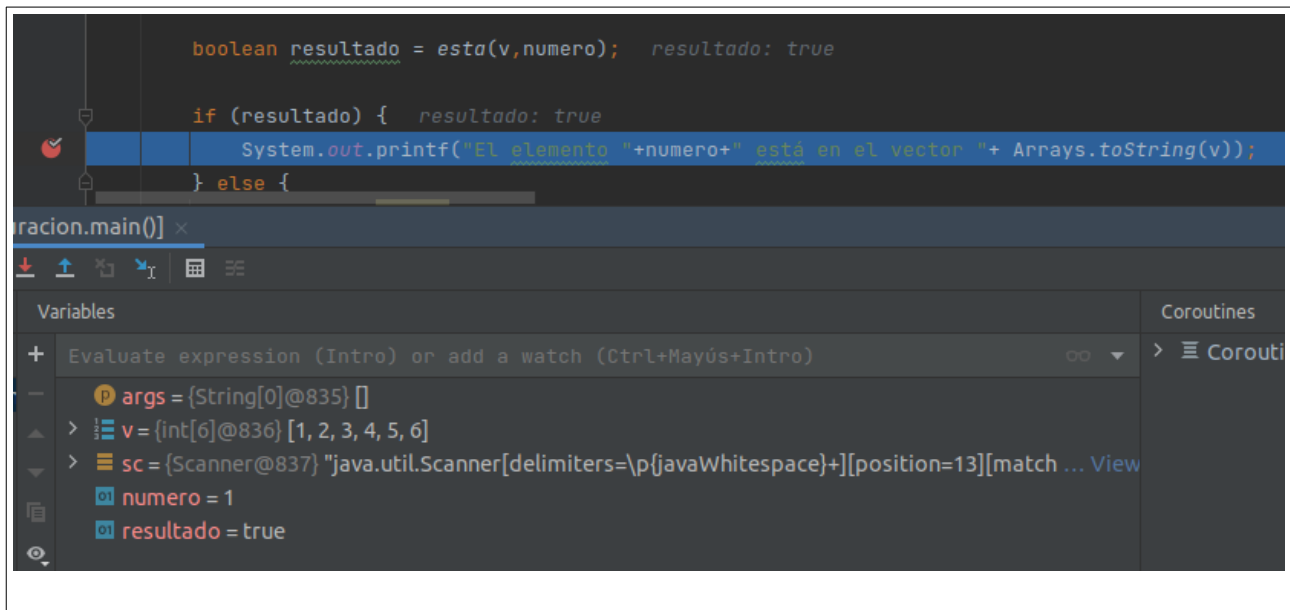 boolean resultado = esta(v,numero);   resultado: true
if (resultado) {   resultado: true
System.out.printf("El elemento "+numero+" está en el vector "+ Arrays.toString(v));
} else {
uracion.main()] ×
Variables
Coroutines
+ Evaluate expression (Intro) or add a watch (Ctrl+Mayús+Intro)
Corouti
args = {String[0]@835} []
v = {int[6]@836} [1, 2, 3, 4, 5, 6]
sc = {Scanner@837} "java.util.Scanner[delimiters=\p{javaWhitespace}+][position=13][match … View
numero = 1
resultado = true